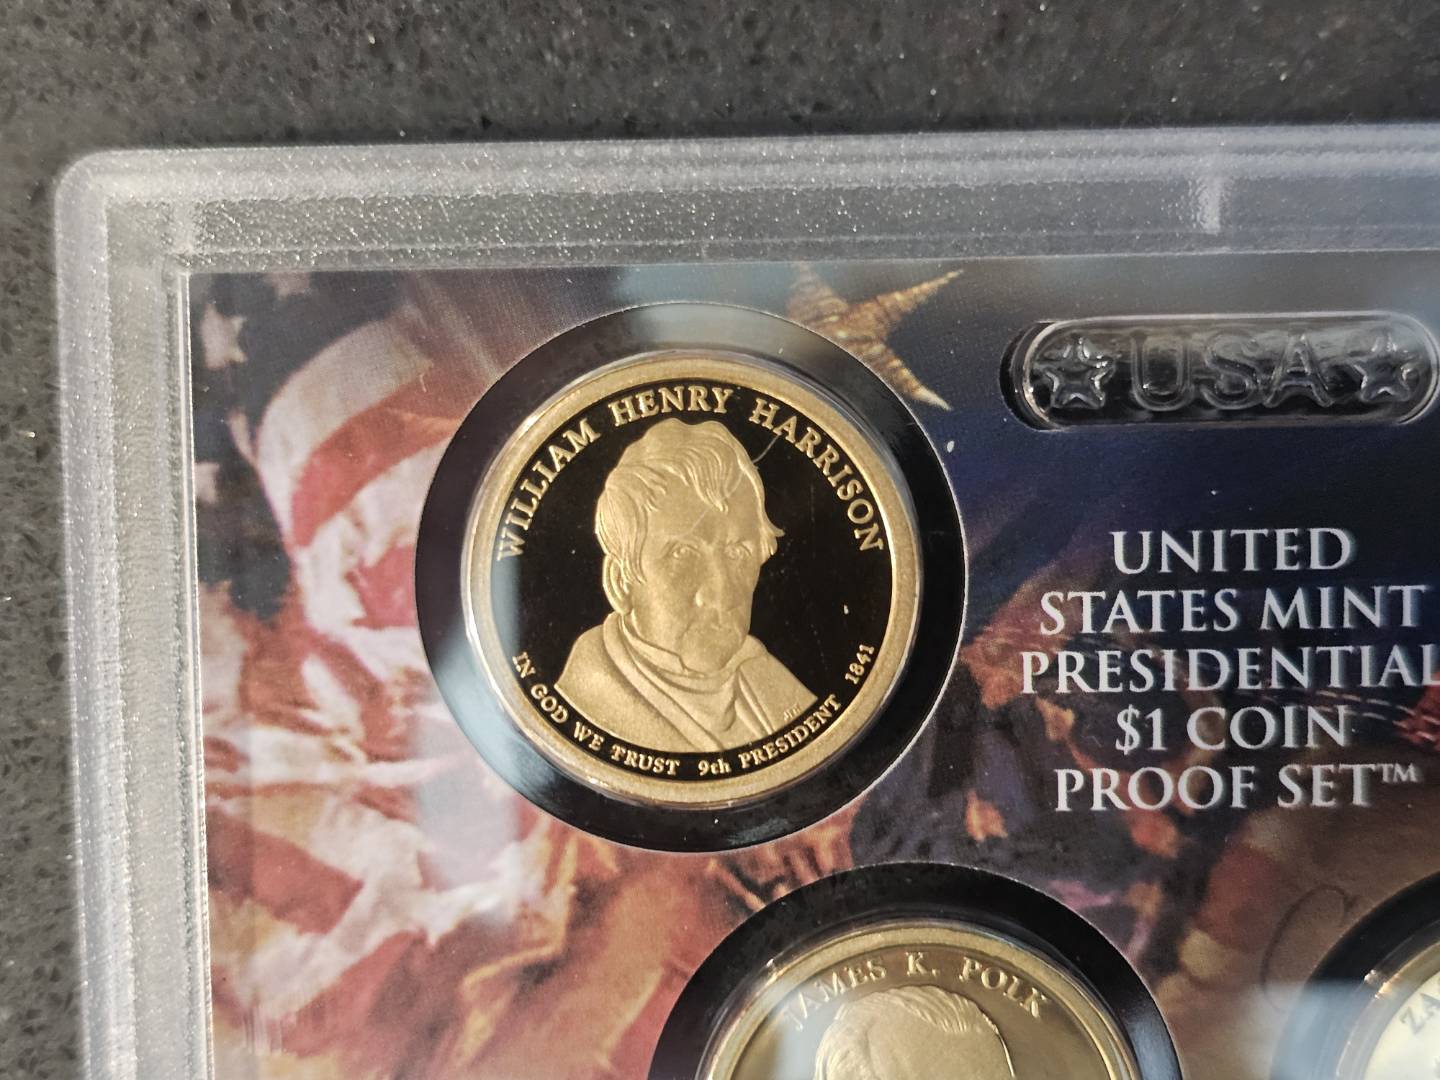 WILLIAM HENRY HARRISON
IN GOD WE TRUST 9th PRESIDENT 1841
USA
UNITED
STATES MINT
PRESIDENTIAL
$1 COIN
PROOF SET™
JAMES K. POLK
ZA